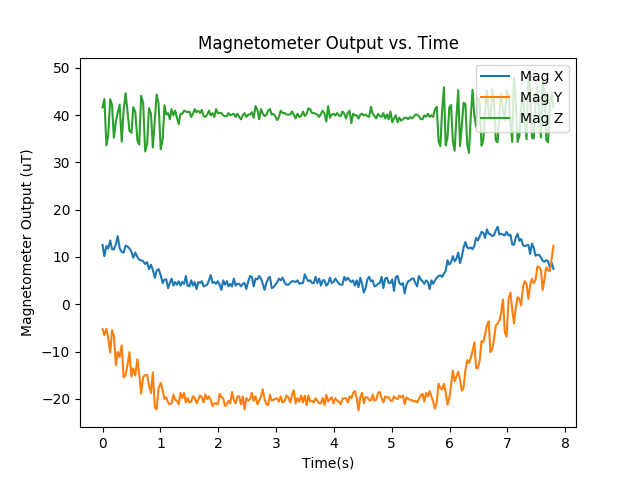 Magnetometer Output vs. Time
Mag X
Mag Y
Mag Z
50
40
30
20
10
0
−10
−20
Magnetometer Output (uT)
0 1 2 3 4 5 6 7 8
Time(s)